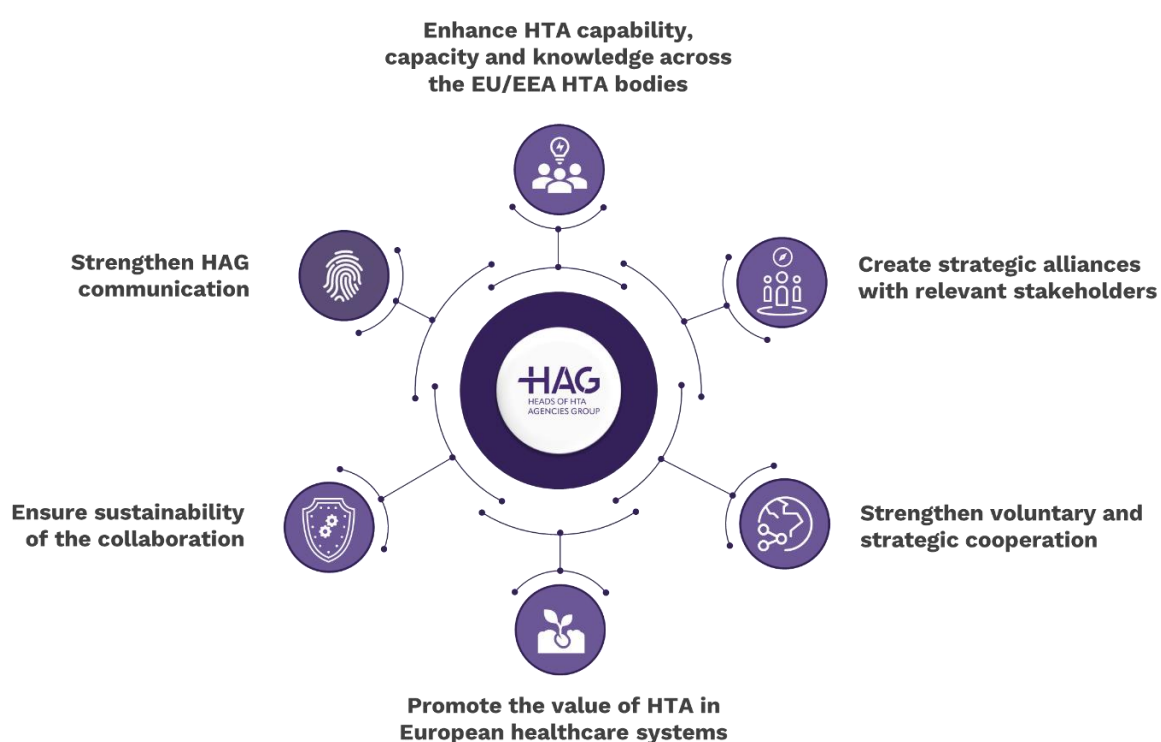 Enhance HTA capability,
capacity and knowledge across
the EU/EEA HTA bodies
Strengthen HAG
communication
Create strategic alliances
with relevant stakeholders
HAG
HEADS OF HTA
AGENCIES GROUP
Ensure sustainability
of the collaboration
Strengthen voluntary and
strategic cooperation
Promote the value of HTA in
European healthcare systems